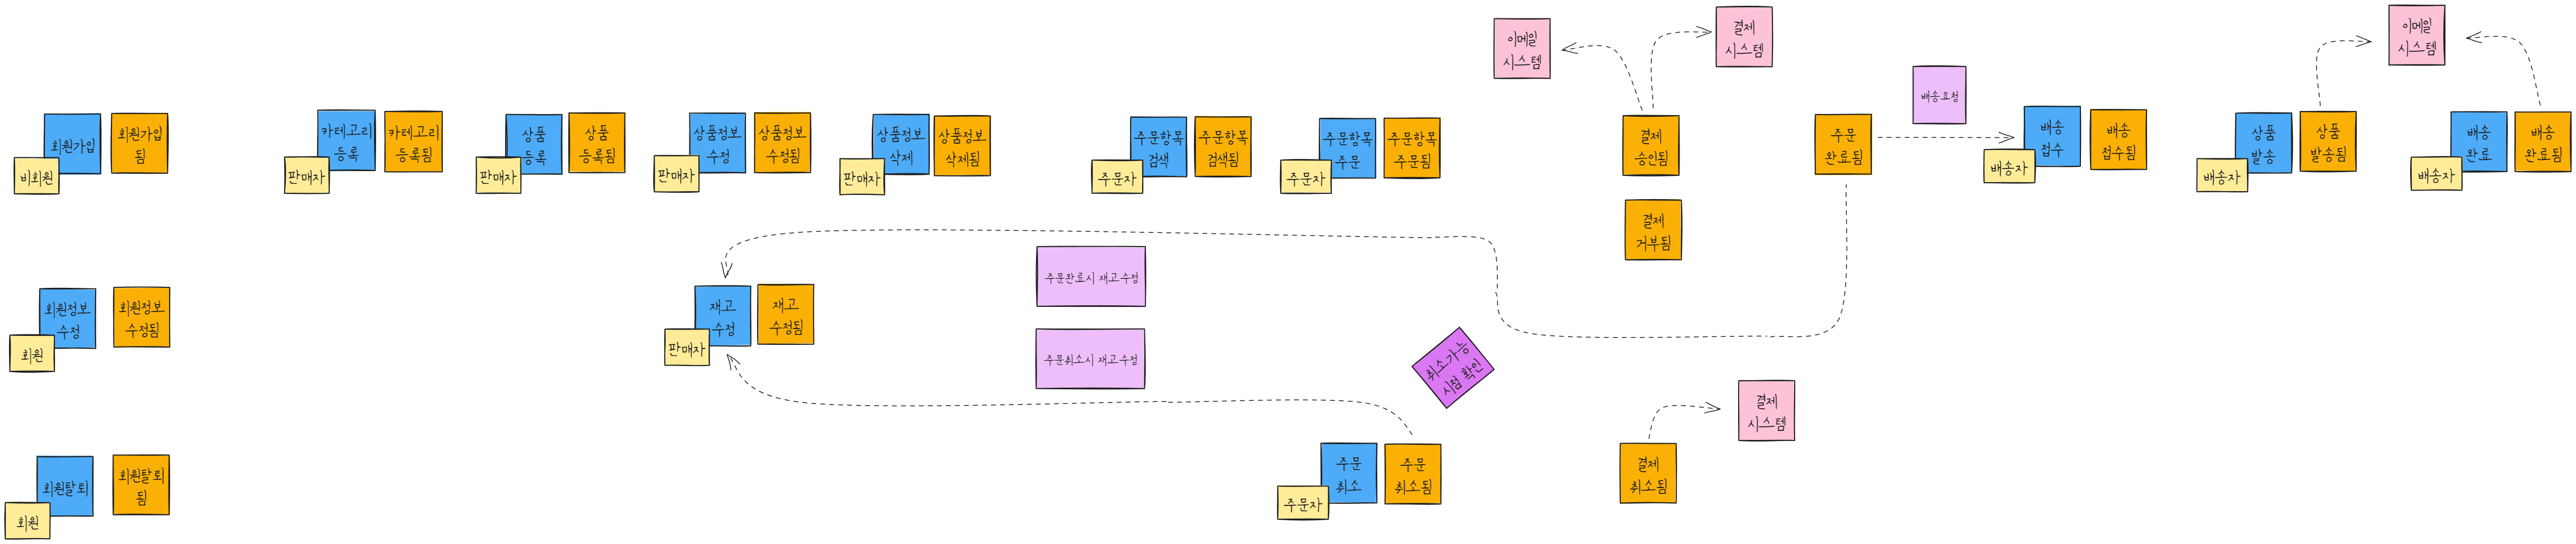 이메일
시스템
결제
시스템
이메일
시스템
배송요청
회원가입
비회원
회원가입
됨
카테고리
등록
판매자
카테고리
등록됨
상품
등록
판매자
상품
등록됨
상품정보
수정
판매자
상품정보
수정됨
상품정보
삭제
판매자
상품정보
삭제됨
주문항목
검색
주문자
주문항목
검색됨
주문항목
주문
주문자
주문항목
주문됨
결제
승인됨
결제
거부됨
주문
완료됨
배송
접수
배송자
배송
접수됨
상품
발송
배송자
상품
발송됨
배송
완료
배송자
배송
완료됨
회원정보
수정
회원
회원정보
수정됨
재고
수정
판매자
재고
수정됨
주문완료시 재고수정
주문취소시 재고수정
취소가능
시점 확인
결제
시스템
회원탈퇴
회원
회원탈퇴
됨
주문
취소
주문자
주문
취소됨
결제
취소됨